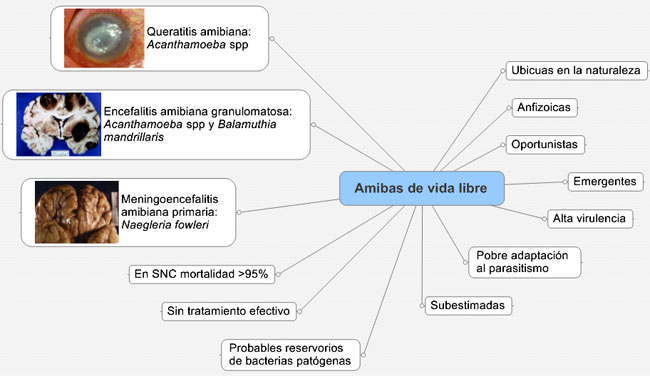 Queratitis amibiana:
Acanthamoeba spp
Encefalitis amibiana granulomatosa:
Acanthamoeba spp y Balamuthia
mandrillaris
Meningoencefalitis
amibiana primaria:
Naegleria fowleri
En SNC mortalidad >95%
Sin tratamiento efectivo
Probables reservorios
de bacterias patógenas
Amibas de vida libre
Ubicuas en la naturaleza
Anfizoicas
Oportunistas
Emergentes
Alta virulencia
Pobre adaptación
al parasitismo
Subestimadas